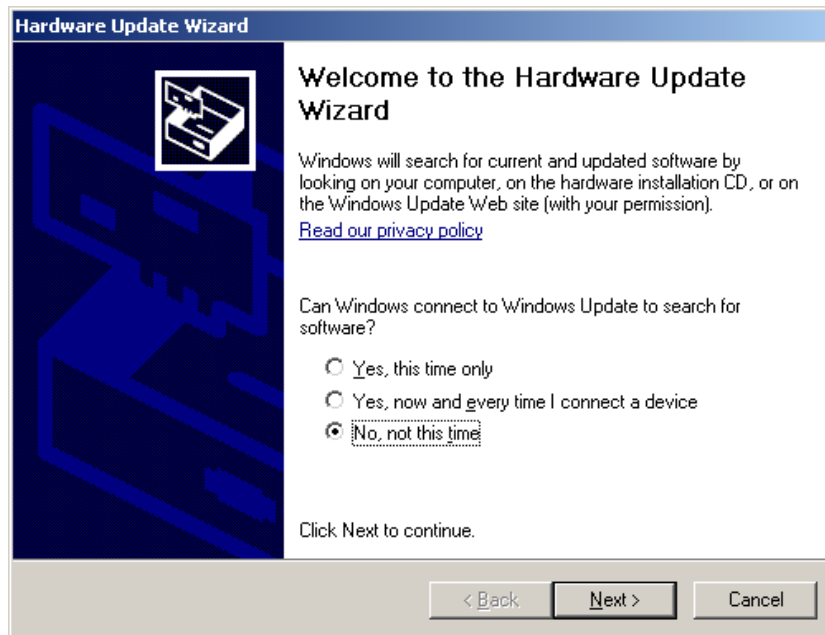 Hardware Update Wizard
Welcome to the Hardware Update
Wizard
Windows will search for current and updated software by
looking on your computer, on the hardware installation CD, or on
the Windows Update Web site (with your permission).
Read our privacy policy
Can Windows connect to Windows Update to search for
software?
Yes, this time only
Yes, now and every time I connect a device
No, not this time
Click Next to continue.
< Back Next > Cancel